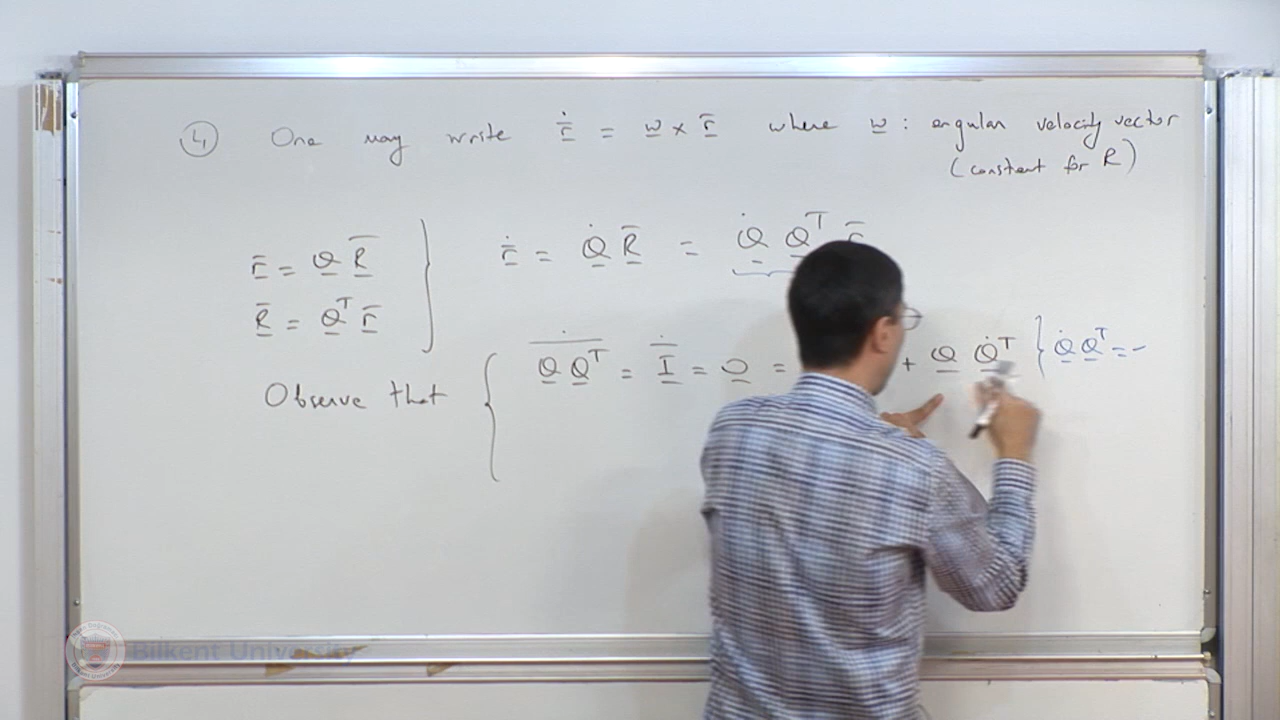 ④ One may write ṙ̄ = w × r̄ where w : angular velocity vector
(constant for R)
r̄ = Q R̄
R̄ = Qᵀ r̄
ṙ̄ = Q̇ R̄ = Q̇ Qᵀ r̄
Observe that
Q Qᵀ = İ = 0 = + Q Q̇ᵀ } Q̇ Qᵀ = -
Bilkent University